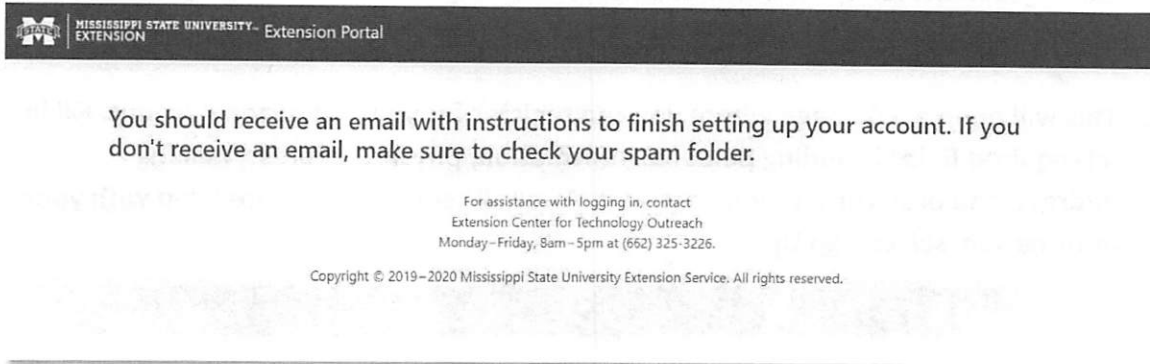 STATE
MISSISSIPPI STATE UNIVERSITY™
EXTENSION
Extension Portal
You should receive an email with instructions to finish setting up your account. If you
don't receive an email, make sure to check your spam folder.
For assistance with logging in, contact
Extension Center for Technology Outreach
Monday–Friday, 8am–5pm at (662) 325-3226.
Copyright © 2019–2020 Mississippi State University Extension Service. All rights reserved.